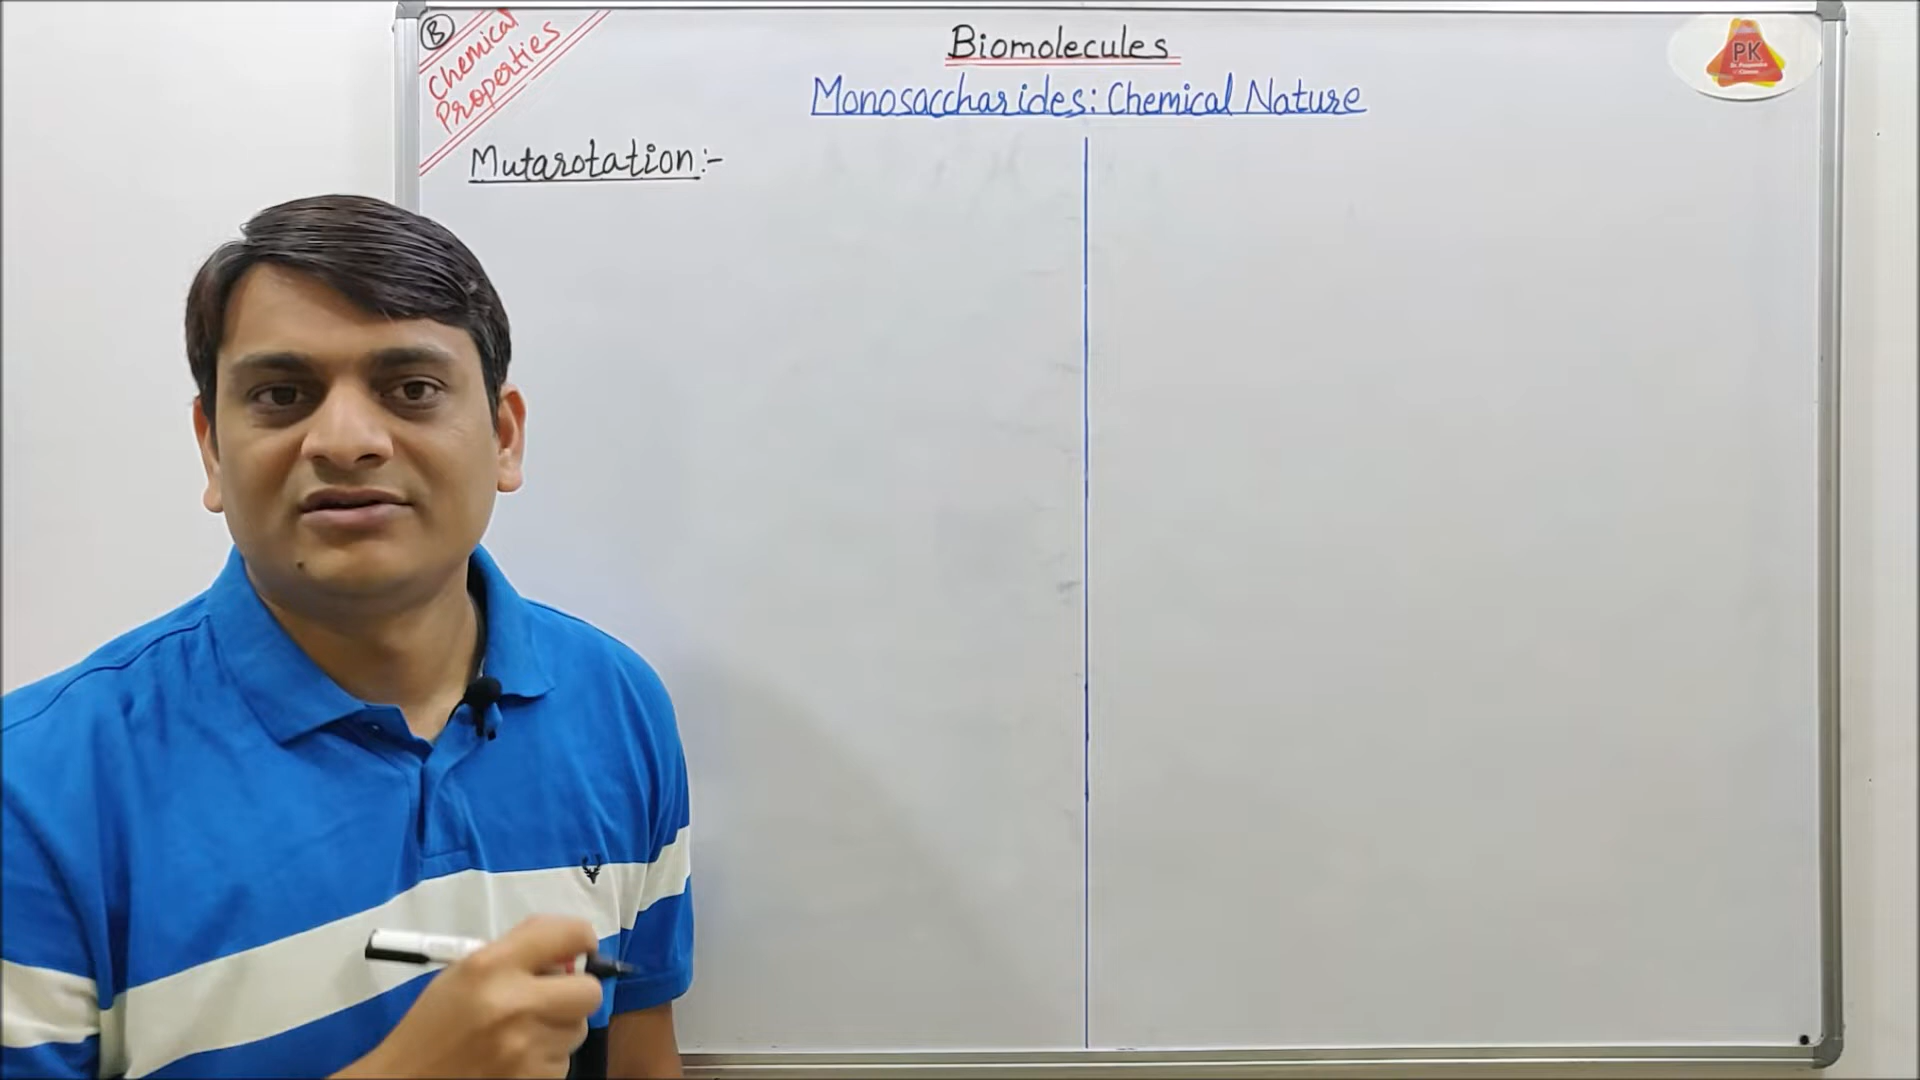 B
Chemical
Properties
Biomolecules
Monosaccharides: Chemical Nature
Mutarotation:-
PK